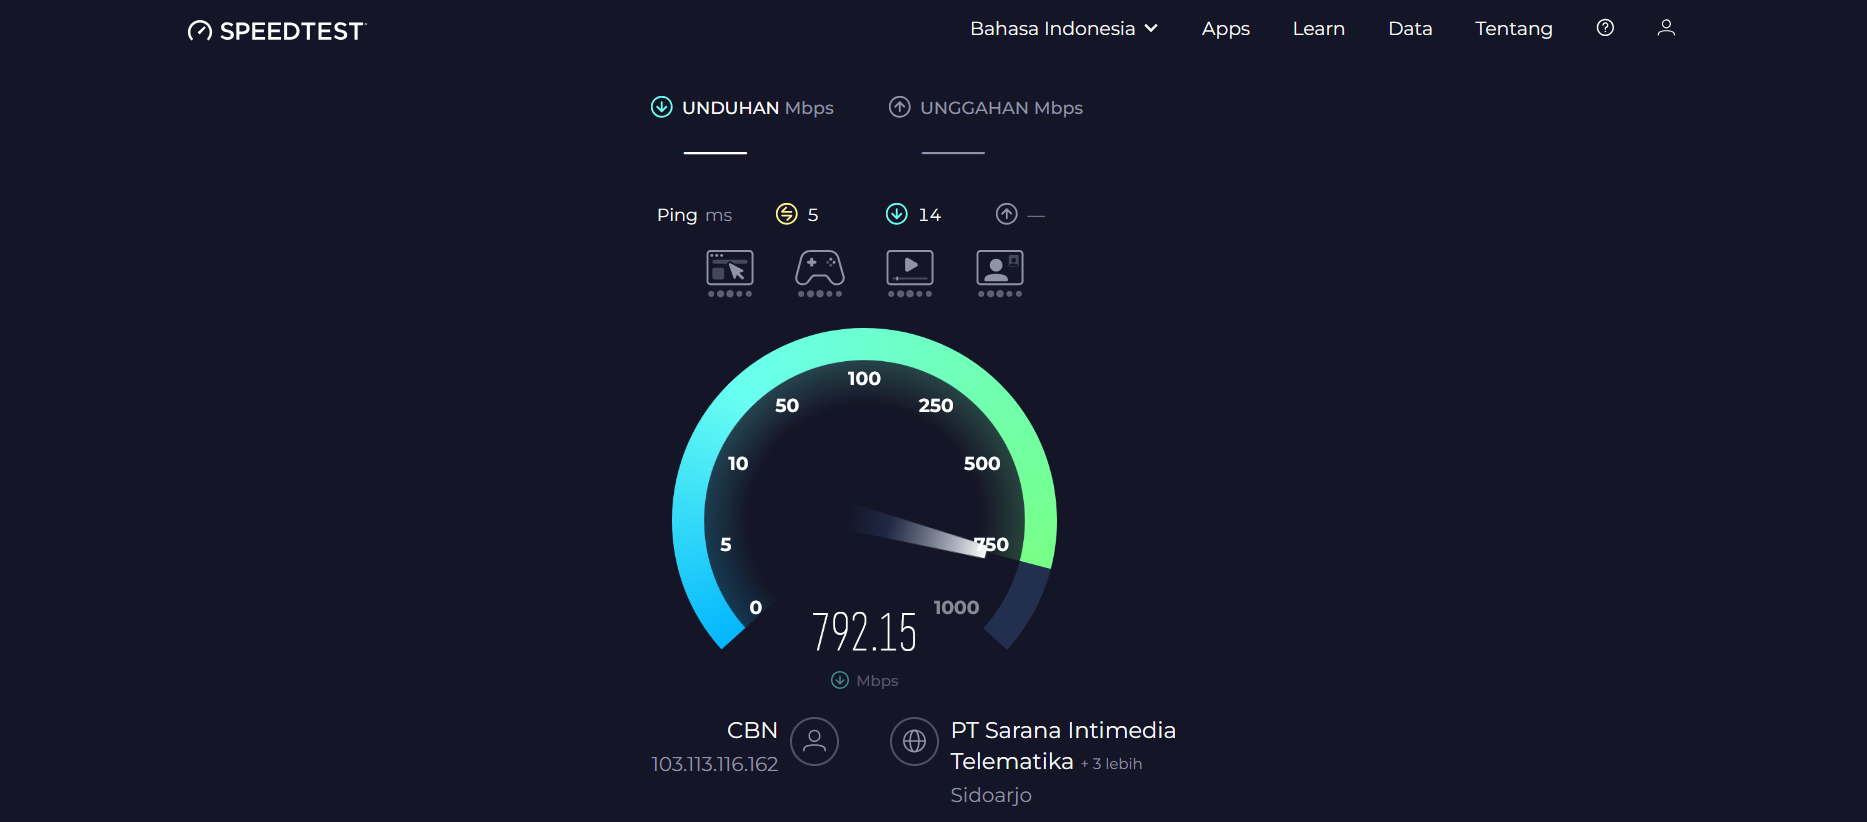 SPEEDTEST
Bahasa Indonesia Apps Learn Data Tentang
UNDUHAN Mbps UNGGAHAN Mbps
Ping ms 5 14 —
100
50 250
10 500
5 750
0 1000
792.15
Mbps
CBN
103.113.116.162
PT Sarana Intimedia
Telematika + 3 lebih
Sidoarjo